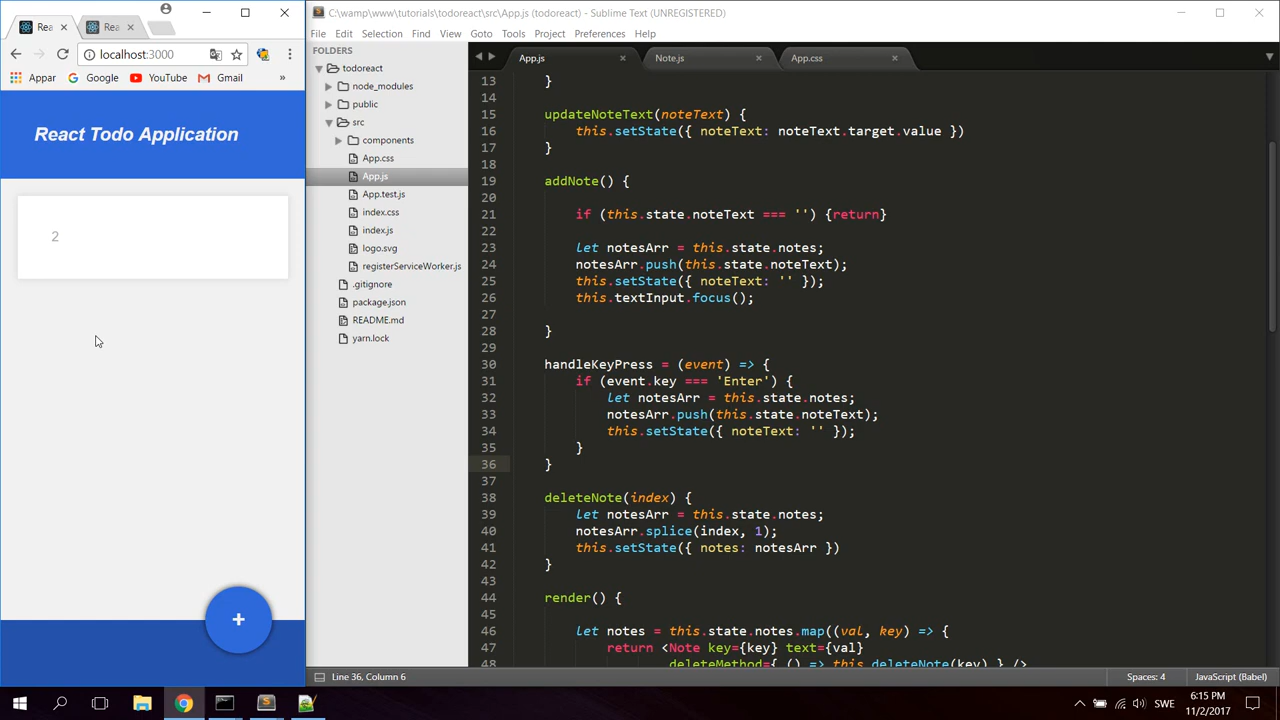 Rea
Rea
localhost:3000
Appar
Google
YouTube
Gmail
»
React Todo Application
2
+
C:\wamp\www\tutorials\todoreact\src\App.js (todoreact) - Sublime Text (UNREGISTERED)
File Edit Selection Find View Goto Tools Project Preferences Help
FOLDERS
todoreact
node_modules
public
src
components
App.css
App.js
App.test.js
index.css
index.js
logo.svg
registerServiceWorker.js
.gitignore
package.json
README.md
yarn.lock
App.js
Note.js
App.css
13 }
14
15 updateNoteText(noteText) {
16 this.setState({ noteText: noteText.target.value })
17 }
18
19 addNote() {
20
21 if (this.state.noteText === '') {return}
22
23 let notesArr = this.state.notes;
24 notesArr.push(this.state.noteText);
25 this.setState({ noteText: '' });
26 this.textInput.focus();
27
28 }
29
30 handleKeyPress = (event) => {
31 if (event.key === 'Enter') {
32 let notesArr = this.state.notes;
33 notesArr.push(this.state.noteText);
34 this.setState({ noteText: '' });
35 }
36 }
37
38 deleteNote(index) {
39 let notesArr = this.state.notes;
40 notesArr.splice(index, 1);
41 this.setState({ notes: notesArr })
42 }
43
44 render() {
45
46 let notes = this.state.notes.map((val, key) => {
47 return <Note key={key} text={val}
48 deleteMethod={ () => this.deleteNote(key) } />
Line 36, Column 6
Spaces: 4
JavaScript (Babel)
SWE
6:15 PM
11/2/2017